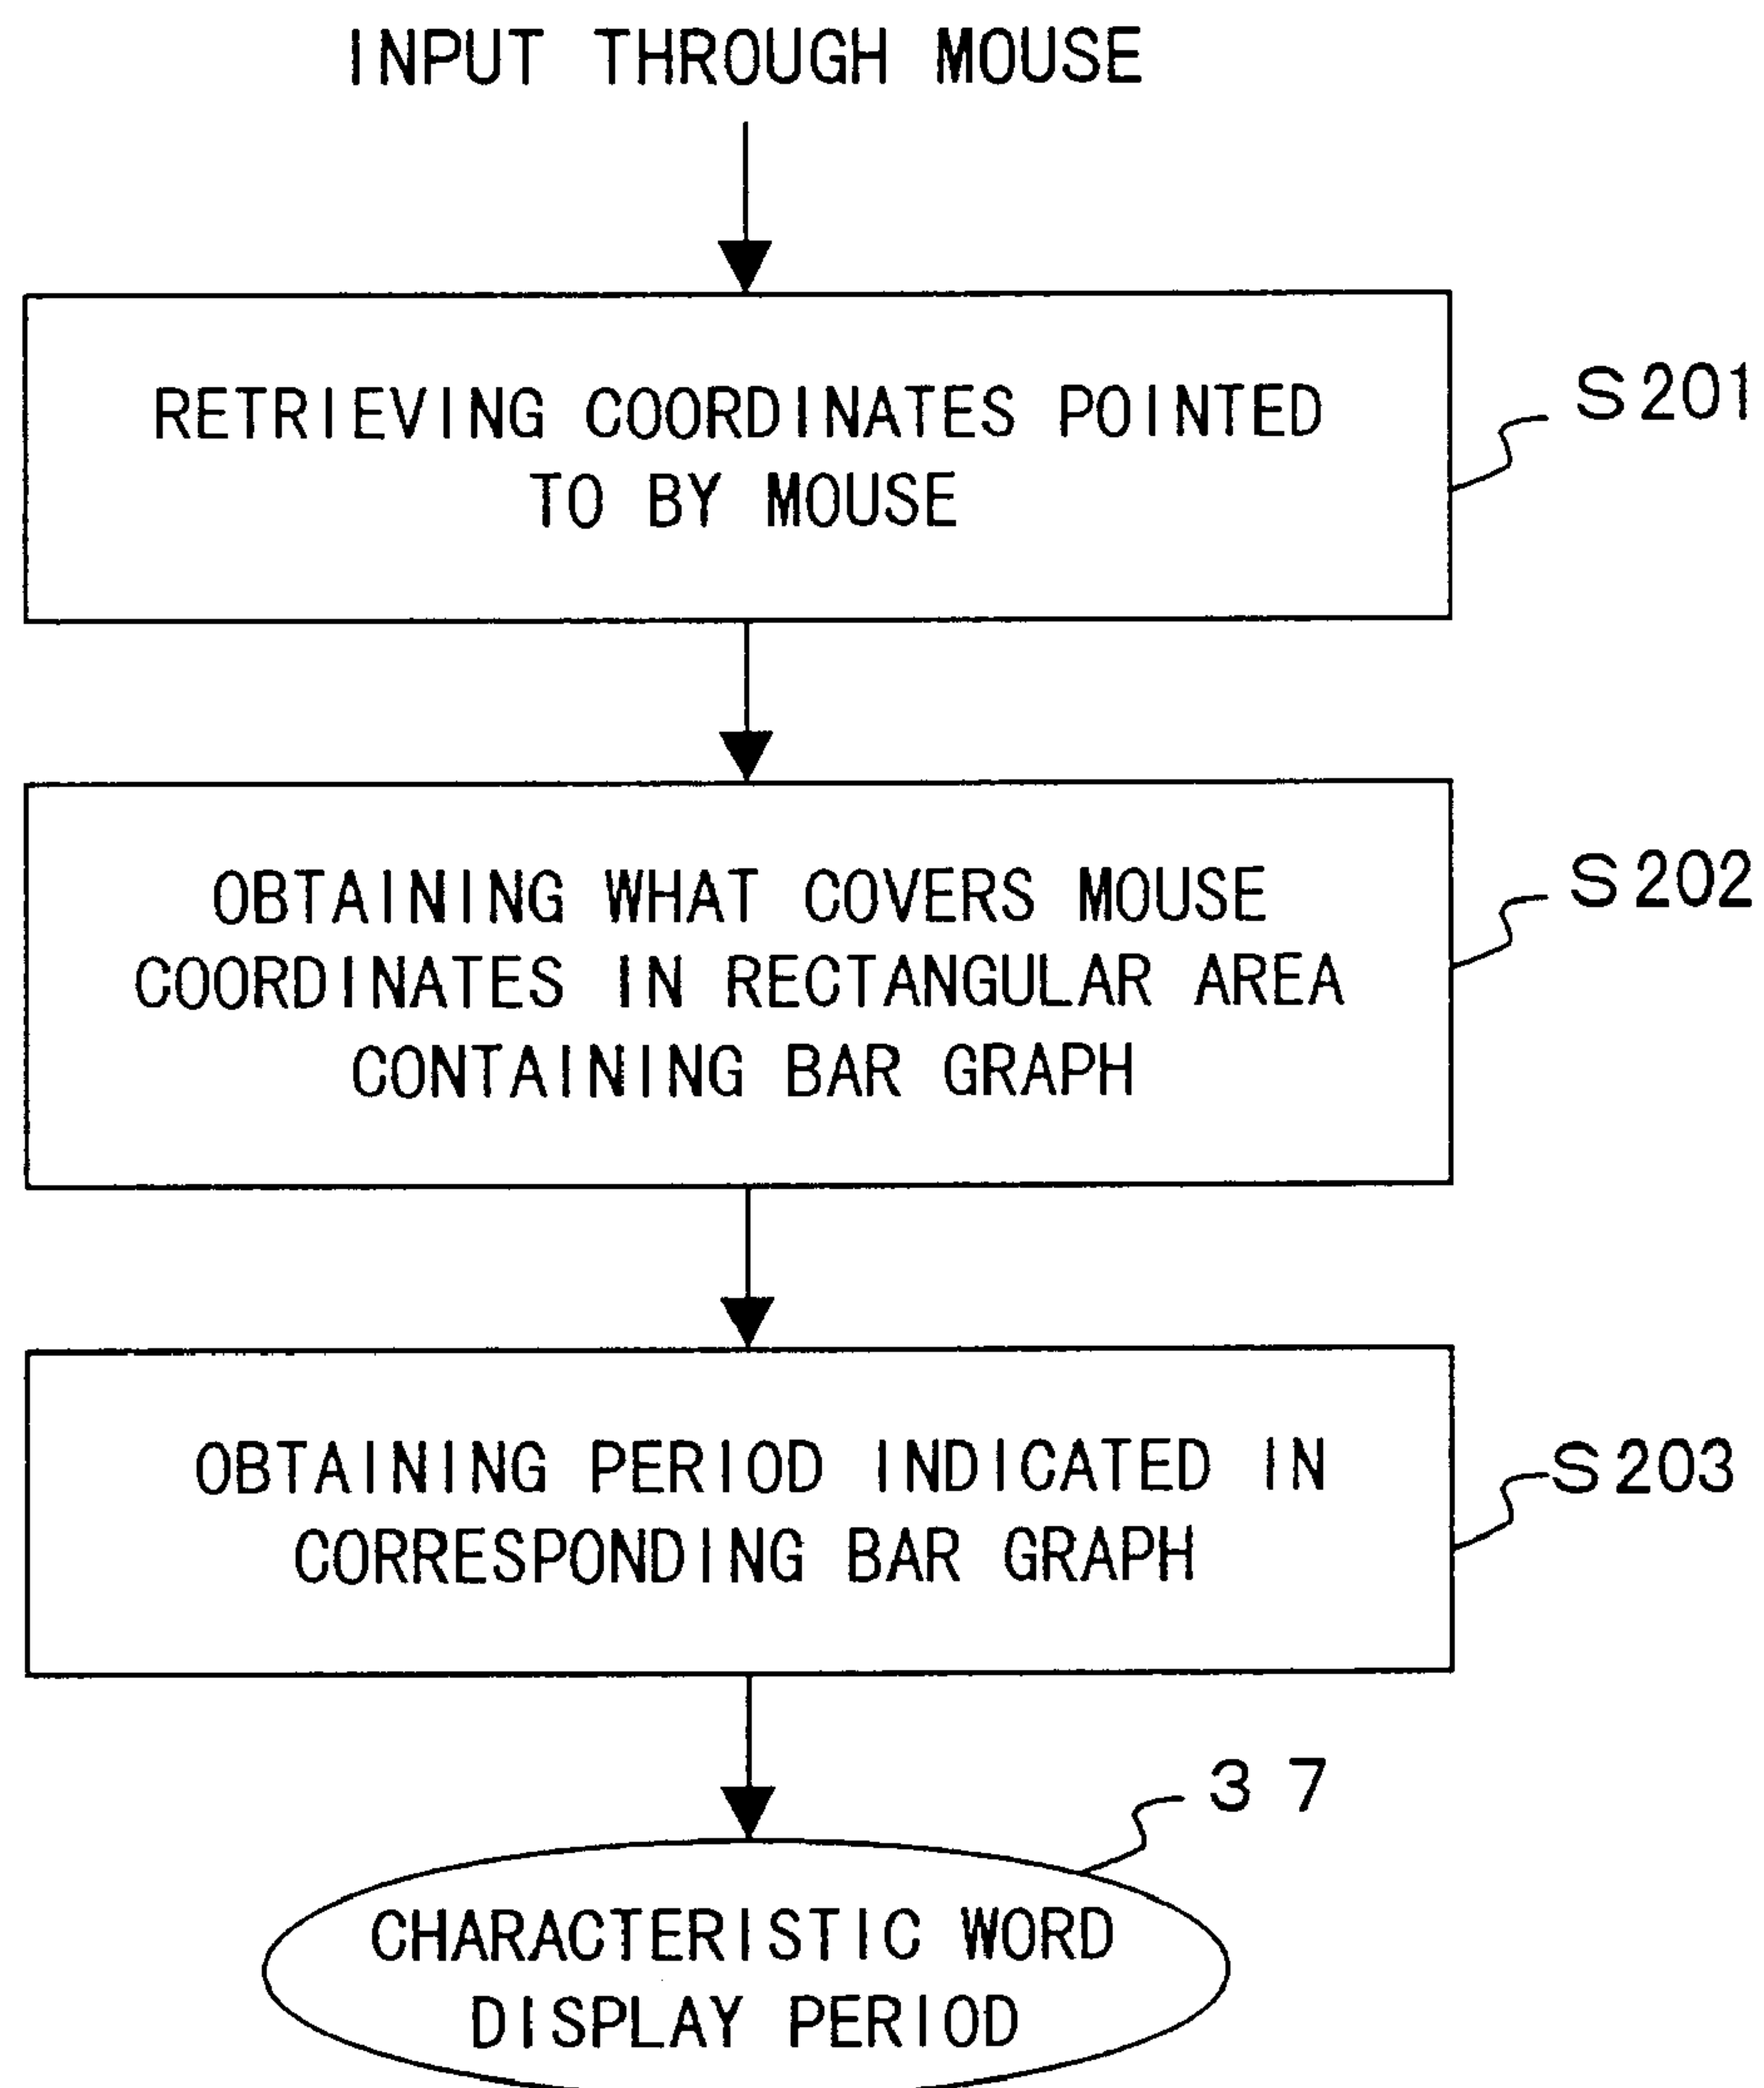 INPUT THROUGH MOUSE
RETRIEVING COORDINATES POINTED
TO BY MOUSE
S201
OBTAINING WHAT COVERS MOUSE
COORDINATES IN RECTANGULAR AREA
CONTAINING BAR GRAPH
S202
OBTAINING PERIOD INDICATED IN
CORRESPONDING BAR GRAPH
S203
37
CHARACTERISTIC WORD
DISPLAY PERIOD